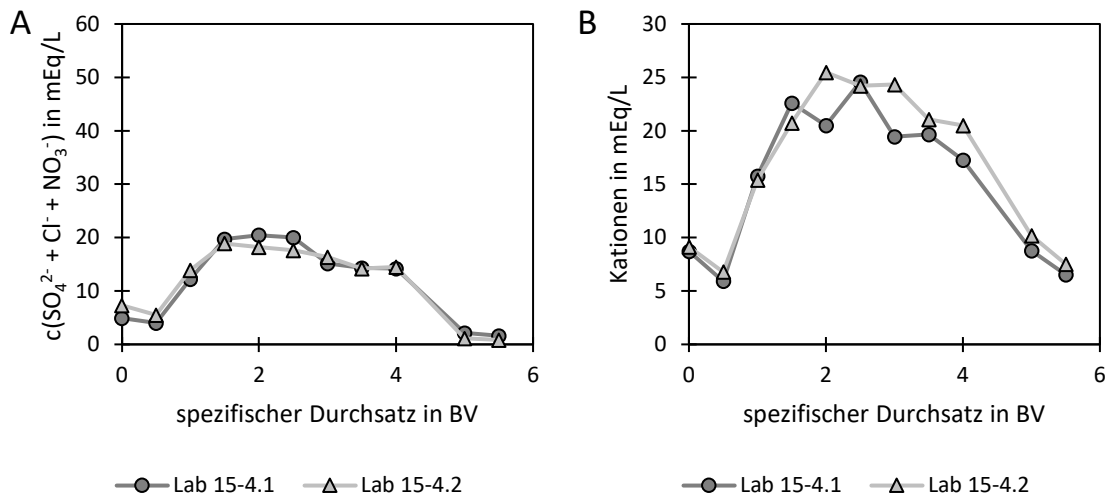 A
c(SO₄²⁻ + Cl⁻ + NO₃⁻) in mEq/L
60
50
40
30
20
10
0
0 2 4 6
spezifischer Durchsatz in BV
Lab 15-4.1 Lab 15-4.2
B
Kationen in mEq/L
30
25
20
15
10
5
0
0 2 4 6
spezifischer Durchsatz in BV
Lab 15-4.1 Lab 15-4.2